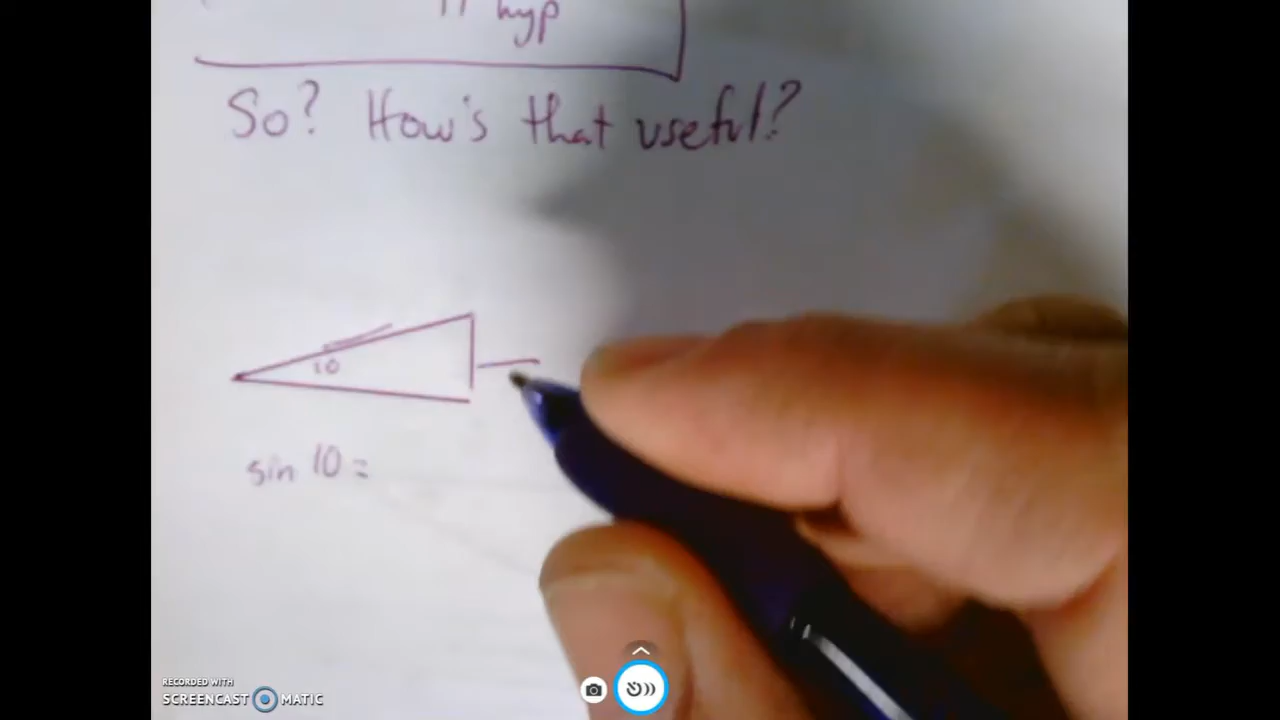 hyp
So? How's that useful?
10
sin 10 =
RECORDED WITH
SCREENCAST MATIC